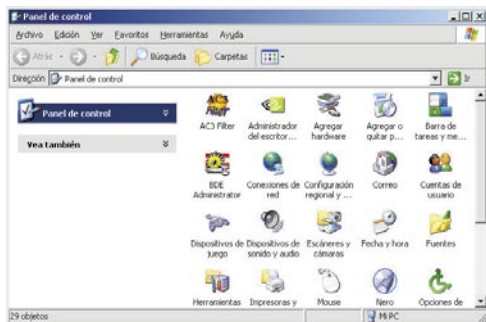 Panel de control
Archivo Edición Ver Favoritos Herramientas Ayuda
Atrás Búsqueda Carpetas
Dirección Panel de control Ir
Panel de control
Vea también
AC3 Filter
Administrador del escritor...
Agregar hardware
Agregar o quitar p...
Barra de tareas y me...
BDE Administrator
Conexiones de red
Configuración regional y ...
Correo
Cuentas de usuario
Dispositivos de juego
Dispositivos de sonido y audio
Escáneres y cámaras
Fecha y hora
Fuentes
Herramientas
Impresoras y
Mouse
Nero
Opciones de
29 objetos
Mi PC